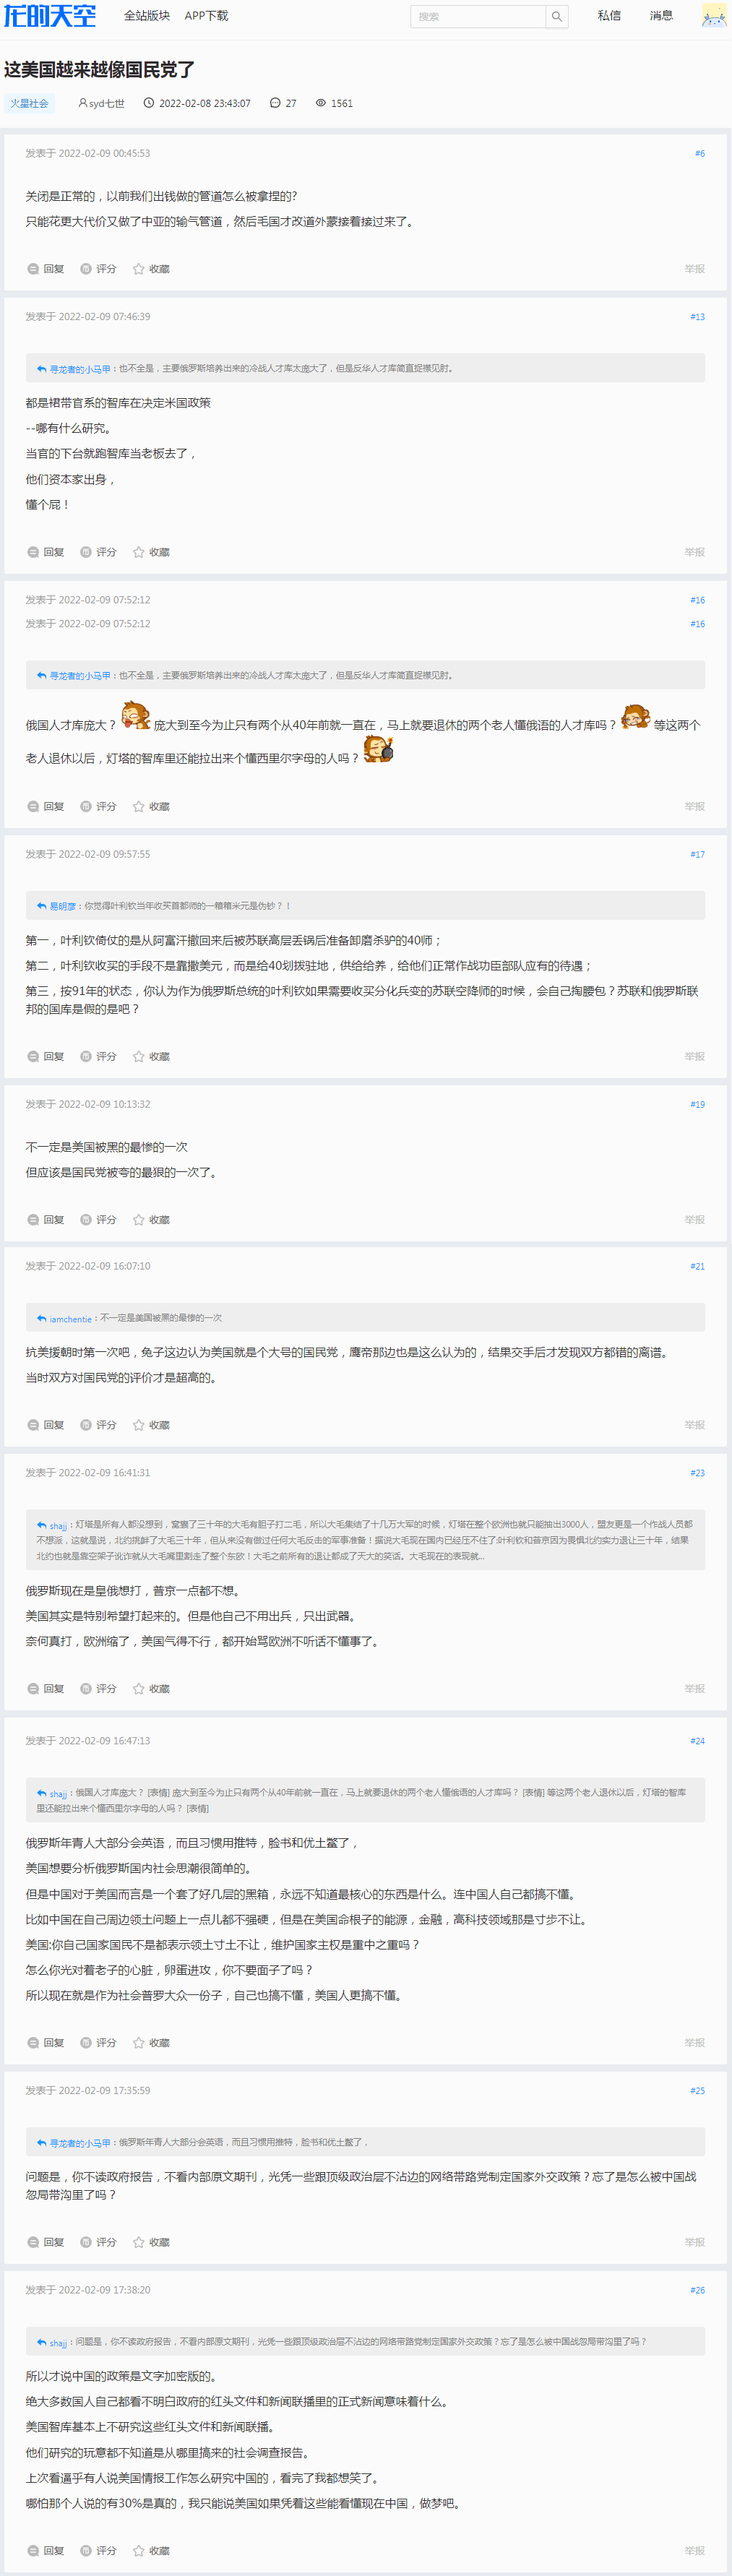 龙的天空 全站版块 APP下载 搜索 私信 消息
这美国越来越像国民党了
火星社会 syd七世 2022-02-08 23:43:07 27 1561
发表于 2022-02-09 00:45:53 #6
关闭是正常的，以前我们出钱做的管道怎么被拿捏的?
只能花更大代价又做了中亚的输气管道，然后毛国才改道外蒙接着接过来了。
回复 评分 收藏 举报
发表于 2022-02-09 07:46:39 #13
寻龙者的小马甲：也不全是，主要俄罗斯培养出来的冷战人才库太庞大了，但是反华人才库简直捉襟见肘。
都是裙带官系的智库在决定米国政策
--哪有什么研究。
当官的下台就跑智库当老板去了，
他们资本家出身，
懂个屁！
回复 评分 收藏 举报
发表于 2022-02-09 07:52:12 #16
发表于 2022-02-09 07:52:12 #16
寻龙者的小马甲：也不全是，主要俄罗斯培养出来的冷战人才库太庞大了，但是反华人才库简直捉襟见肘。
俄国人才库庞大？ 庞大到至今为止只有两个从40年前就一直在，马上就要退休的两个老人懂俄语的人才库吗？ 等这两个
老人退休以后，灯塔的智库里还能拉出来个懂西里尔字母的人吗？
回复 评分 收藏 举报
发表于 2022-02-09 09:57:55 #17
易明彦：你觉得叶利钦当年收买首都师的一箱箱米元是伪钞？！
第一，叶利钦倚仗的是从阿富汗撤回来后被苏联高层丢锅后准备卸磨杀驴的40师；
第二，叶利钦收买的手段不是靠撒美元，而是给40划拨驻地，供给给养，给他们正常作战功臣部队应有的待遇；
第三，按91年的状态，你认为作为俄罗斯总统的叶利钦如果需要收买分化兵变的苏联空降师的时候，会自己掏腰包？苏联和俄罗斯联
邦的国库是假的是吧？
回复 评分 收藏 举报
发表于 2022-02-09 10:13:32 #19
不一定是美国被黑的最惨的一次
但应该是国民党被夸的最狠的一次了。
回复 评分 收藏 举报
发表于 2022-02-09 16:07:10 #21
iamchentie：不一定是美国被黑的最惨的一次
抗美援朝时第一次吧，兔子这边认为美国就是个大号的国民党，鹰帝那边也是这么认为的，结果交手后才发现双方都错的离谱。
当时双方对国民党的评价才是超高的。
回复 评分 收藏 举报
发表于 2022-02-09 16:41:31 #23
shajj：灯塔是所有人都没想到，窝囊了三十年的大毛有胆子打二毛，所以大毛集结了十几万大军的时候，灯塔在整个欧洲也就只能抽出3000人，盟友更是一个作战人员都
不想派，这就是说，北约挑衅了大毛三十年，但从来没有做过任何大毛反击的军事准备！据说大毛现在国内已经压不住了:叶利钦和普京因为畏惧北约实力退让三十年，结果
北约也就是靠空架子讹诈就从大毛嘴里割走了整个东欧！大毛之前所有的退让都成了天大的笑话。大毛现在的表现就...
俄罗斯现在是皇俄想打，普京一点都不想。
美国其实是特别希望打起来的。但是他自己不用出兵，只出武器。
奈何真打，欧洲缩了，美国气得不行，都开始骂欧洲不听话不懂事了。
回复 评分 收藏 举报
发表于 2022-02-09 16:47:13 #24
shajj：俄国人才库庞大？ [表情] 庞大到至今为止只有两个从40年前就一直在，马上就要退休的两个老人懂俄语的人才库吗？ [表情] 等这两个老人退休以后，灯塔的智库
里还能拉出来个懂西里尔字母的人吗？ [表情]
俄罗斯年青人大部分会英语，而且习惯用推特，脸书和优土鳖了，
美国想要分析俄罗斯国内社会思潮很简单的。
但是中国对于美国而言是一个套了好几层的黑箱，永远不知道最核心的东西是什么。连中国人自己都搞不懂。
比如中国在自己周边领土问题上一点儿都不强硬，但是在美国命根子的能源，金融，高科技领域那是寸步不让。
美国:你自己国家国民不是都表示领土寸土不让，维护国家主权是重中之重吗？
怎么你光对着老子的心脏，卵蛋进攻，你不要面子了吗？
所以现在就是作为社会普罗大众一份子，自己也搞不懂，美国人更搞不懂。
回复 评分 收藏 举报
发表于 2022-02-09 17:35:59 #25
寻龙者的小马甲：俄罗斯年青人大部分会英语，而且习惯用推特，脸书和优土鳖了，
问题是，你不读政府报告，不看内部原文期刊，光凭一些跟顶级政治层不沾边的网络带路党制定国家外交政策？忘了是怎么被中国战
忽局带沟里了吗？
回复 评分 收藏 举报
发表于 2022-02-09 17:38:20 #26
shajj：问题是，你不读政府报告，不看内部原文期刊，光凭一些跟顶级政治层不沾边的网络带路党制定国家外交政策？忘了是怎么被中国战忽局带沟里了吗？
所以才说中国的政策是文字加密版的。
绝大多数国人自己都看不明白政府的红头文件和新闻联播里的正式新闻意味着什么。
美国智库基本上不研究这些红头文件和新闻联播。
他们研究的玩意都不知道是从哪里搞来的社会调查报告。
上次看逼乎有人说美国情报工作怎么研究中国的，看完了我都想笑了。
哪怕那个人说的有30%是真的，我只能说美国如果凭着这些能看懂现在中国，做梦吧。
回复 评分 收藏 举报